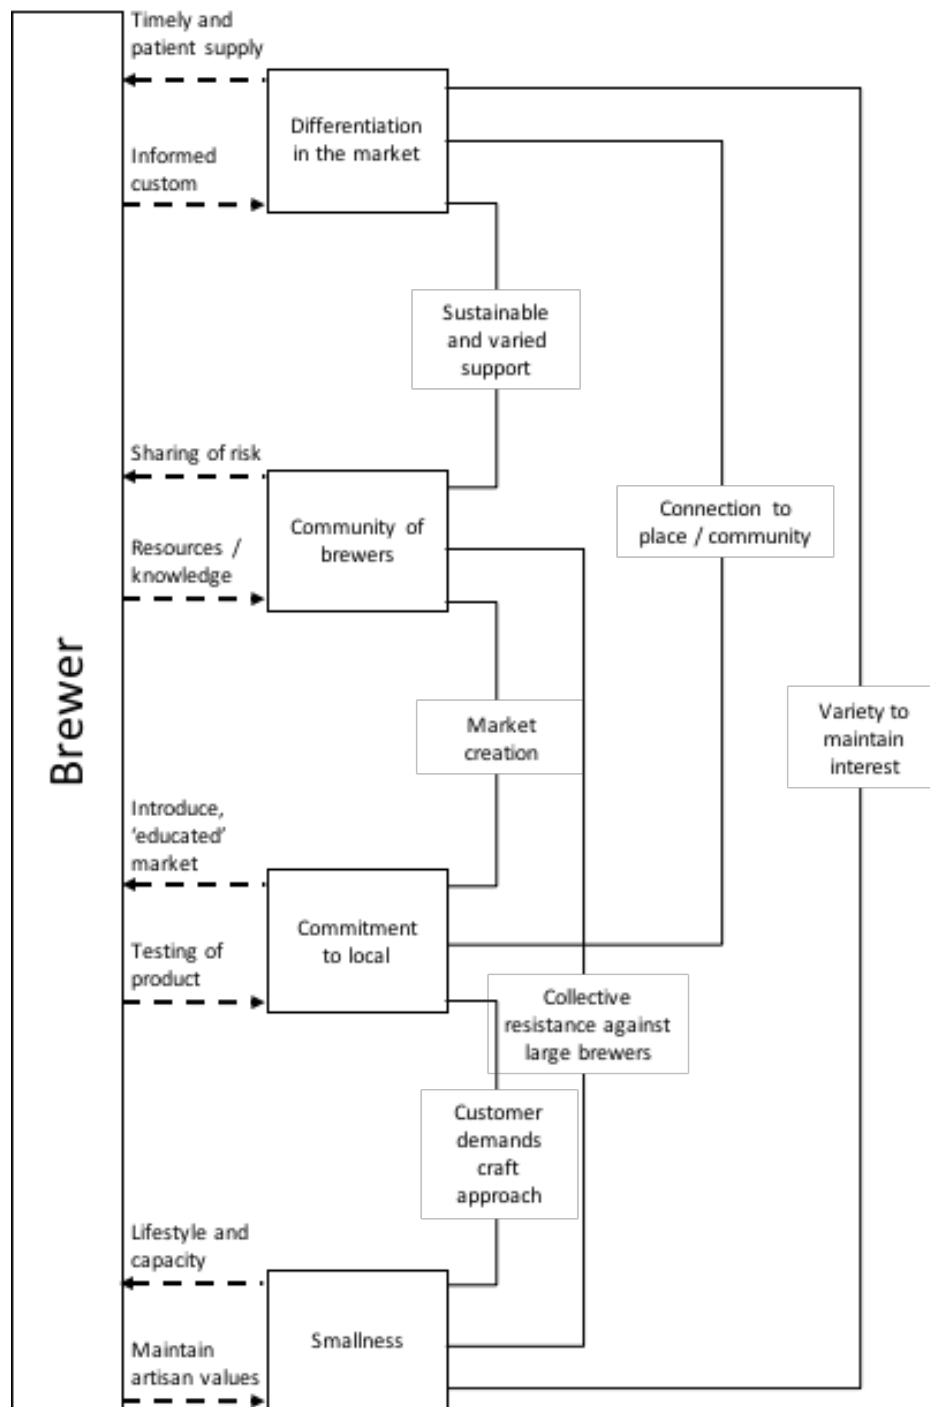 Timely and
patient supply
Differentiation
in the market
Informed
custom
Sustainable
and varied
support
Sharing of risk
Community of
brewers
Resources /
knowledge
Connection to
place / community
Brewer
Market
creation
Variety to
maintain
interest
Introduce,
‘educated’
market
Commitment
to local
Testing of
product
Collective
resistance against
large brewers
Customer
demands
craft
approach
Lifestyle and
capacity
Smallness
Maintain
artisan values